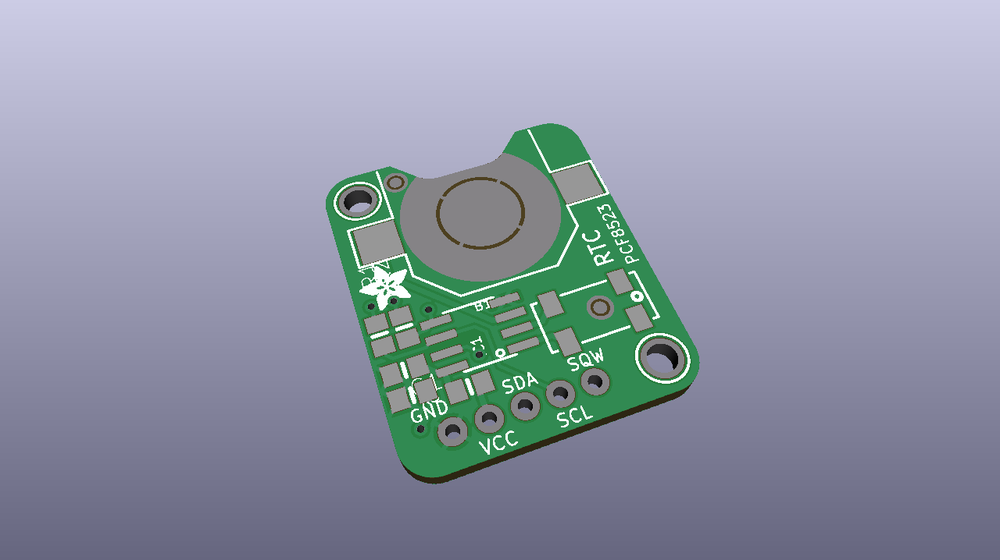 RTC
PCF8523
B1
C1
SQW
SDA
GND
SCL
VCC